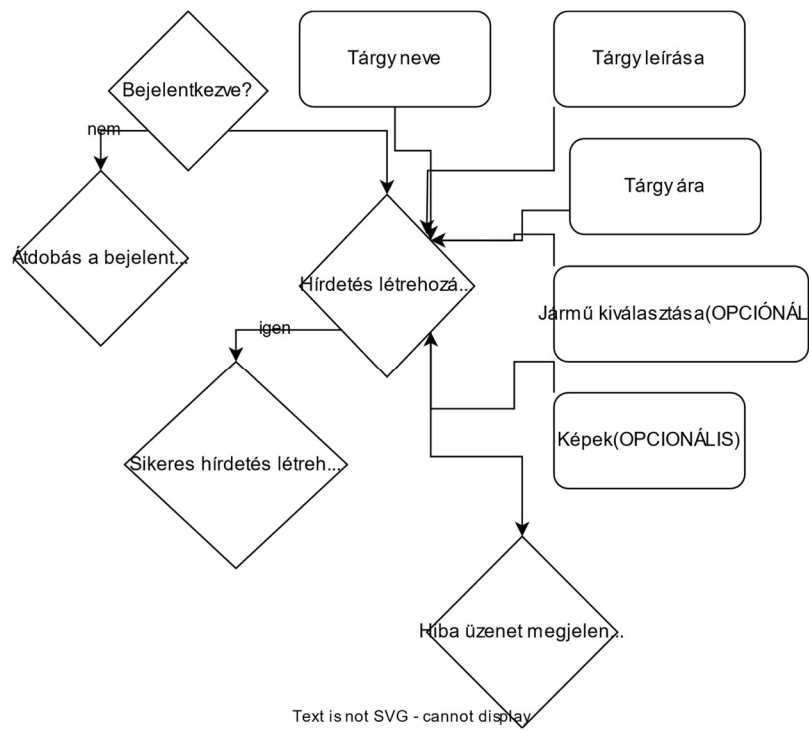 Bejelentkezve?
Tárgy neve
Tárgy leírása
nem
Tárgy ára
Átdobás a bejelent...
Hírdetés létrehozá...
Jármű kiválasztása(OPCIÓNÁL
igen
Képek(OPCIONÁLIS)
Sikeres hírdetés létreh...
Hiba üzenet megjelen...
Text is not SVG - cannot display